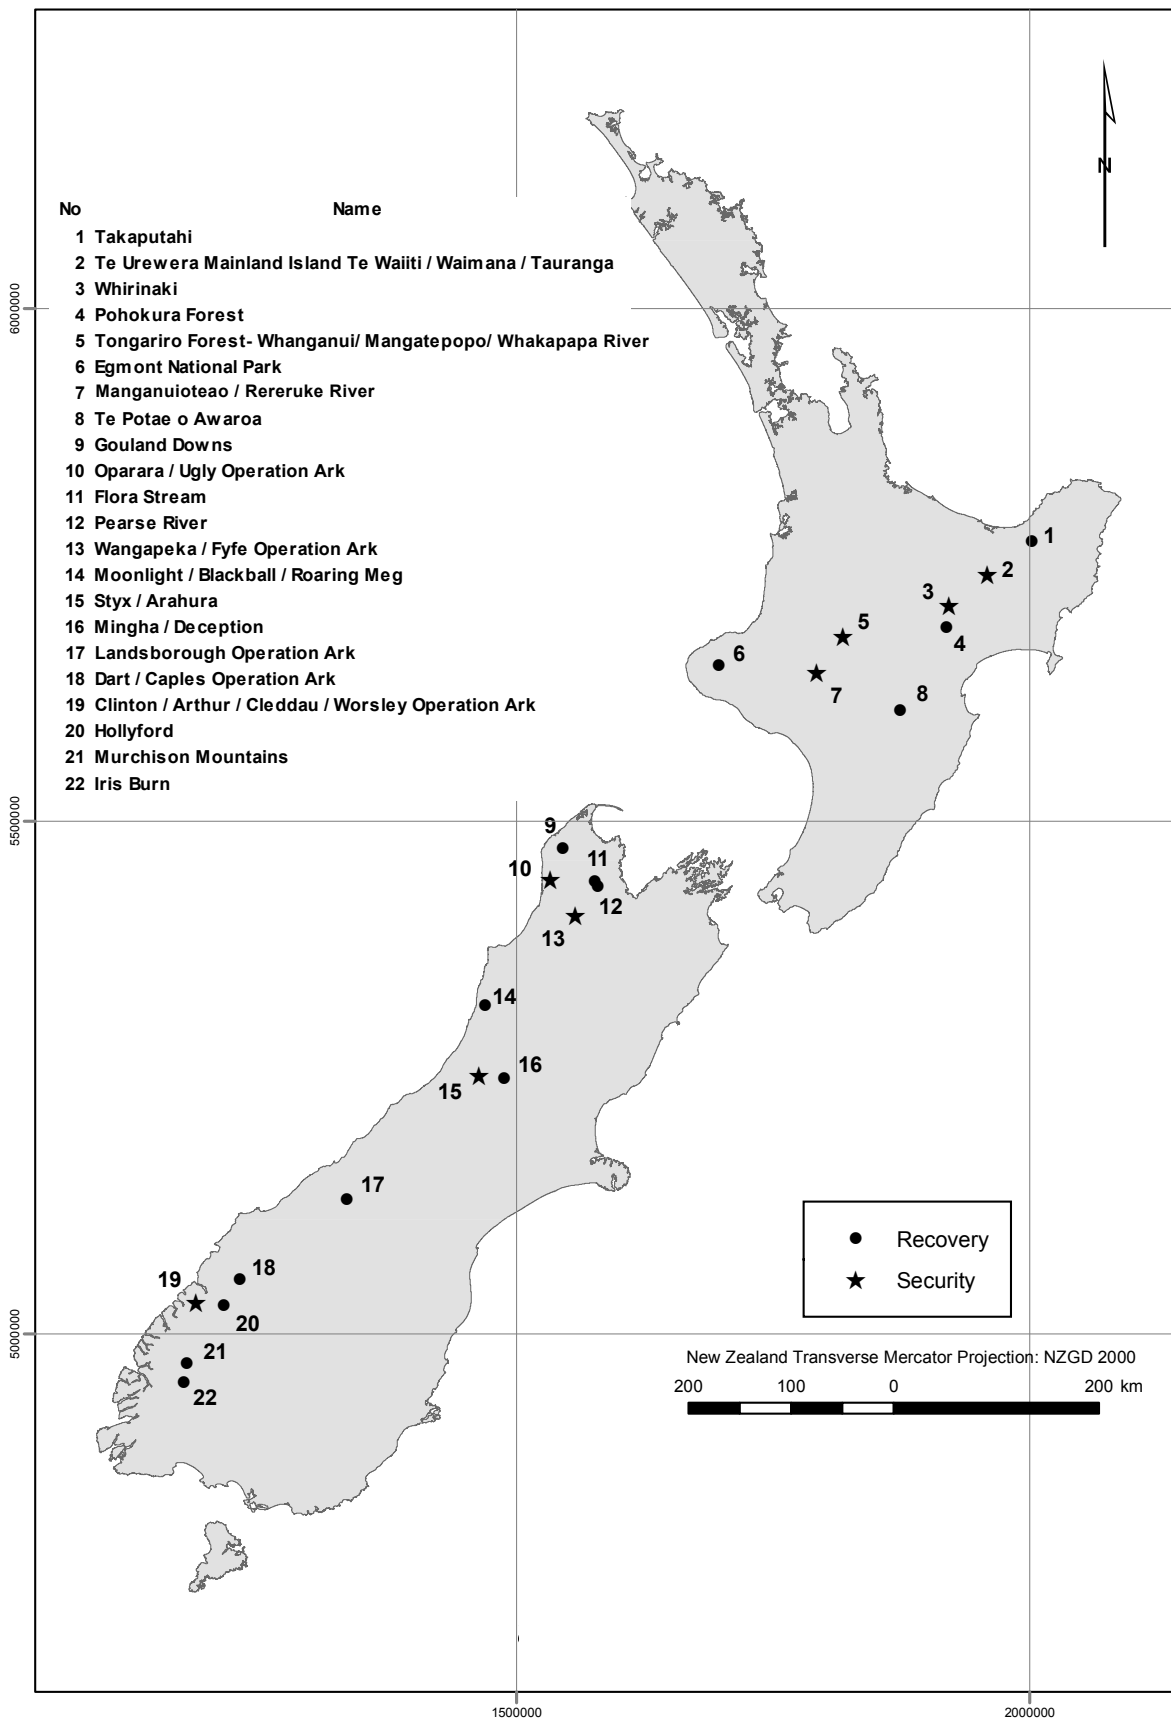 N
No Name
1 Takaputahi
2 Te Urewera Mainland Island Te Waiiti / Waimana / Tauranga
3 Whirinaki
4 Pohokura Forest
5 Tongariro Forest- Whanganui/ Mangatepopo/ Whakapapa River
6 Egmont National Park
7 Manganuioteao / Rereruke River
8 Te Potae o Awaroa
9 Gouland Downs
10 Oparara / Ugly Operation Ark
11 Flora Stream
12 Pearse River
13 Wangapeka / Fyfe Operation Ark
14 Moonlight / Blackball / Roaring Meg
15 Styx / Arahura
16 Mingha / Deception
17 Landsborough Operation Ark
18 Dart / Caples Operation Ark
19 Clinton / Arthur / Cleddau / Worsley Operation Ark
20 Hollyford
21 Murchison Mountains
22 Iris Burn
6000000
5500000
5000000
1
2
3
4
5
6
7
8
9
10
11
12
13
14
15
16
17
18
19
20
21
22
Recovery
Security
New Zealand Transverse Mercator Projection: NZGD 2000
200 100 0 200 km
1500000 2000000